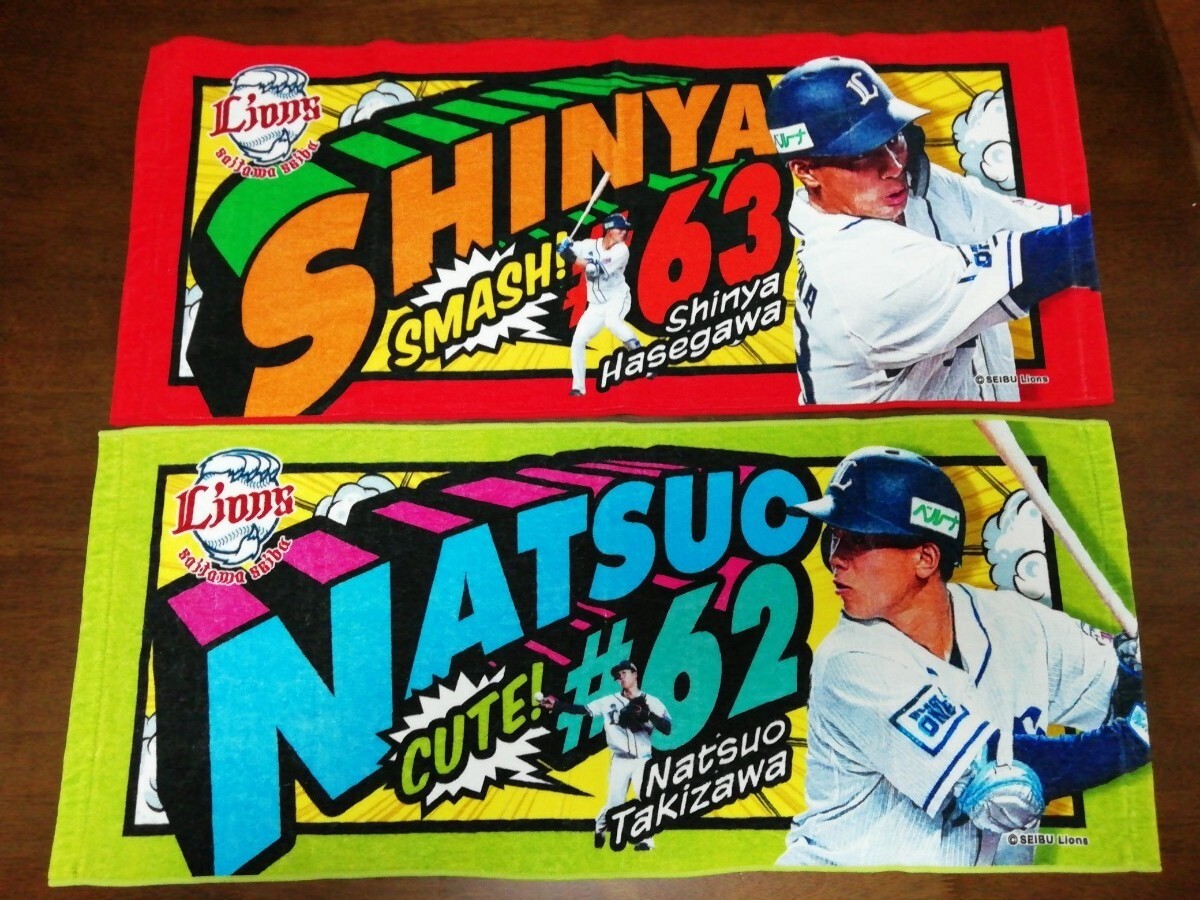 Lions
saitama seibu
SHINYA
#63
SMASH!
Shinya
Hasegawa
L
ベルーナ
©SEIBU Lions
Lions
saitama seibu
NATSUO
#62
CUTE!
Natsuo
Takizawa
L
ベルーナ
ONE
©SEIBU Lions